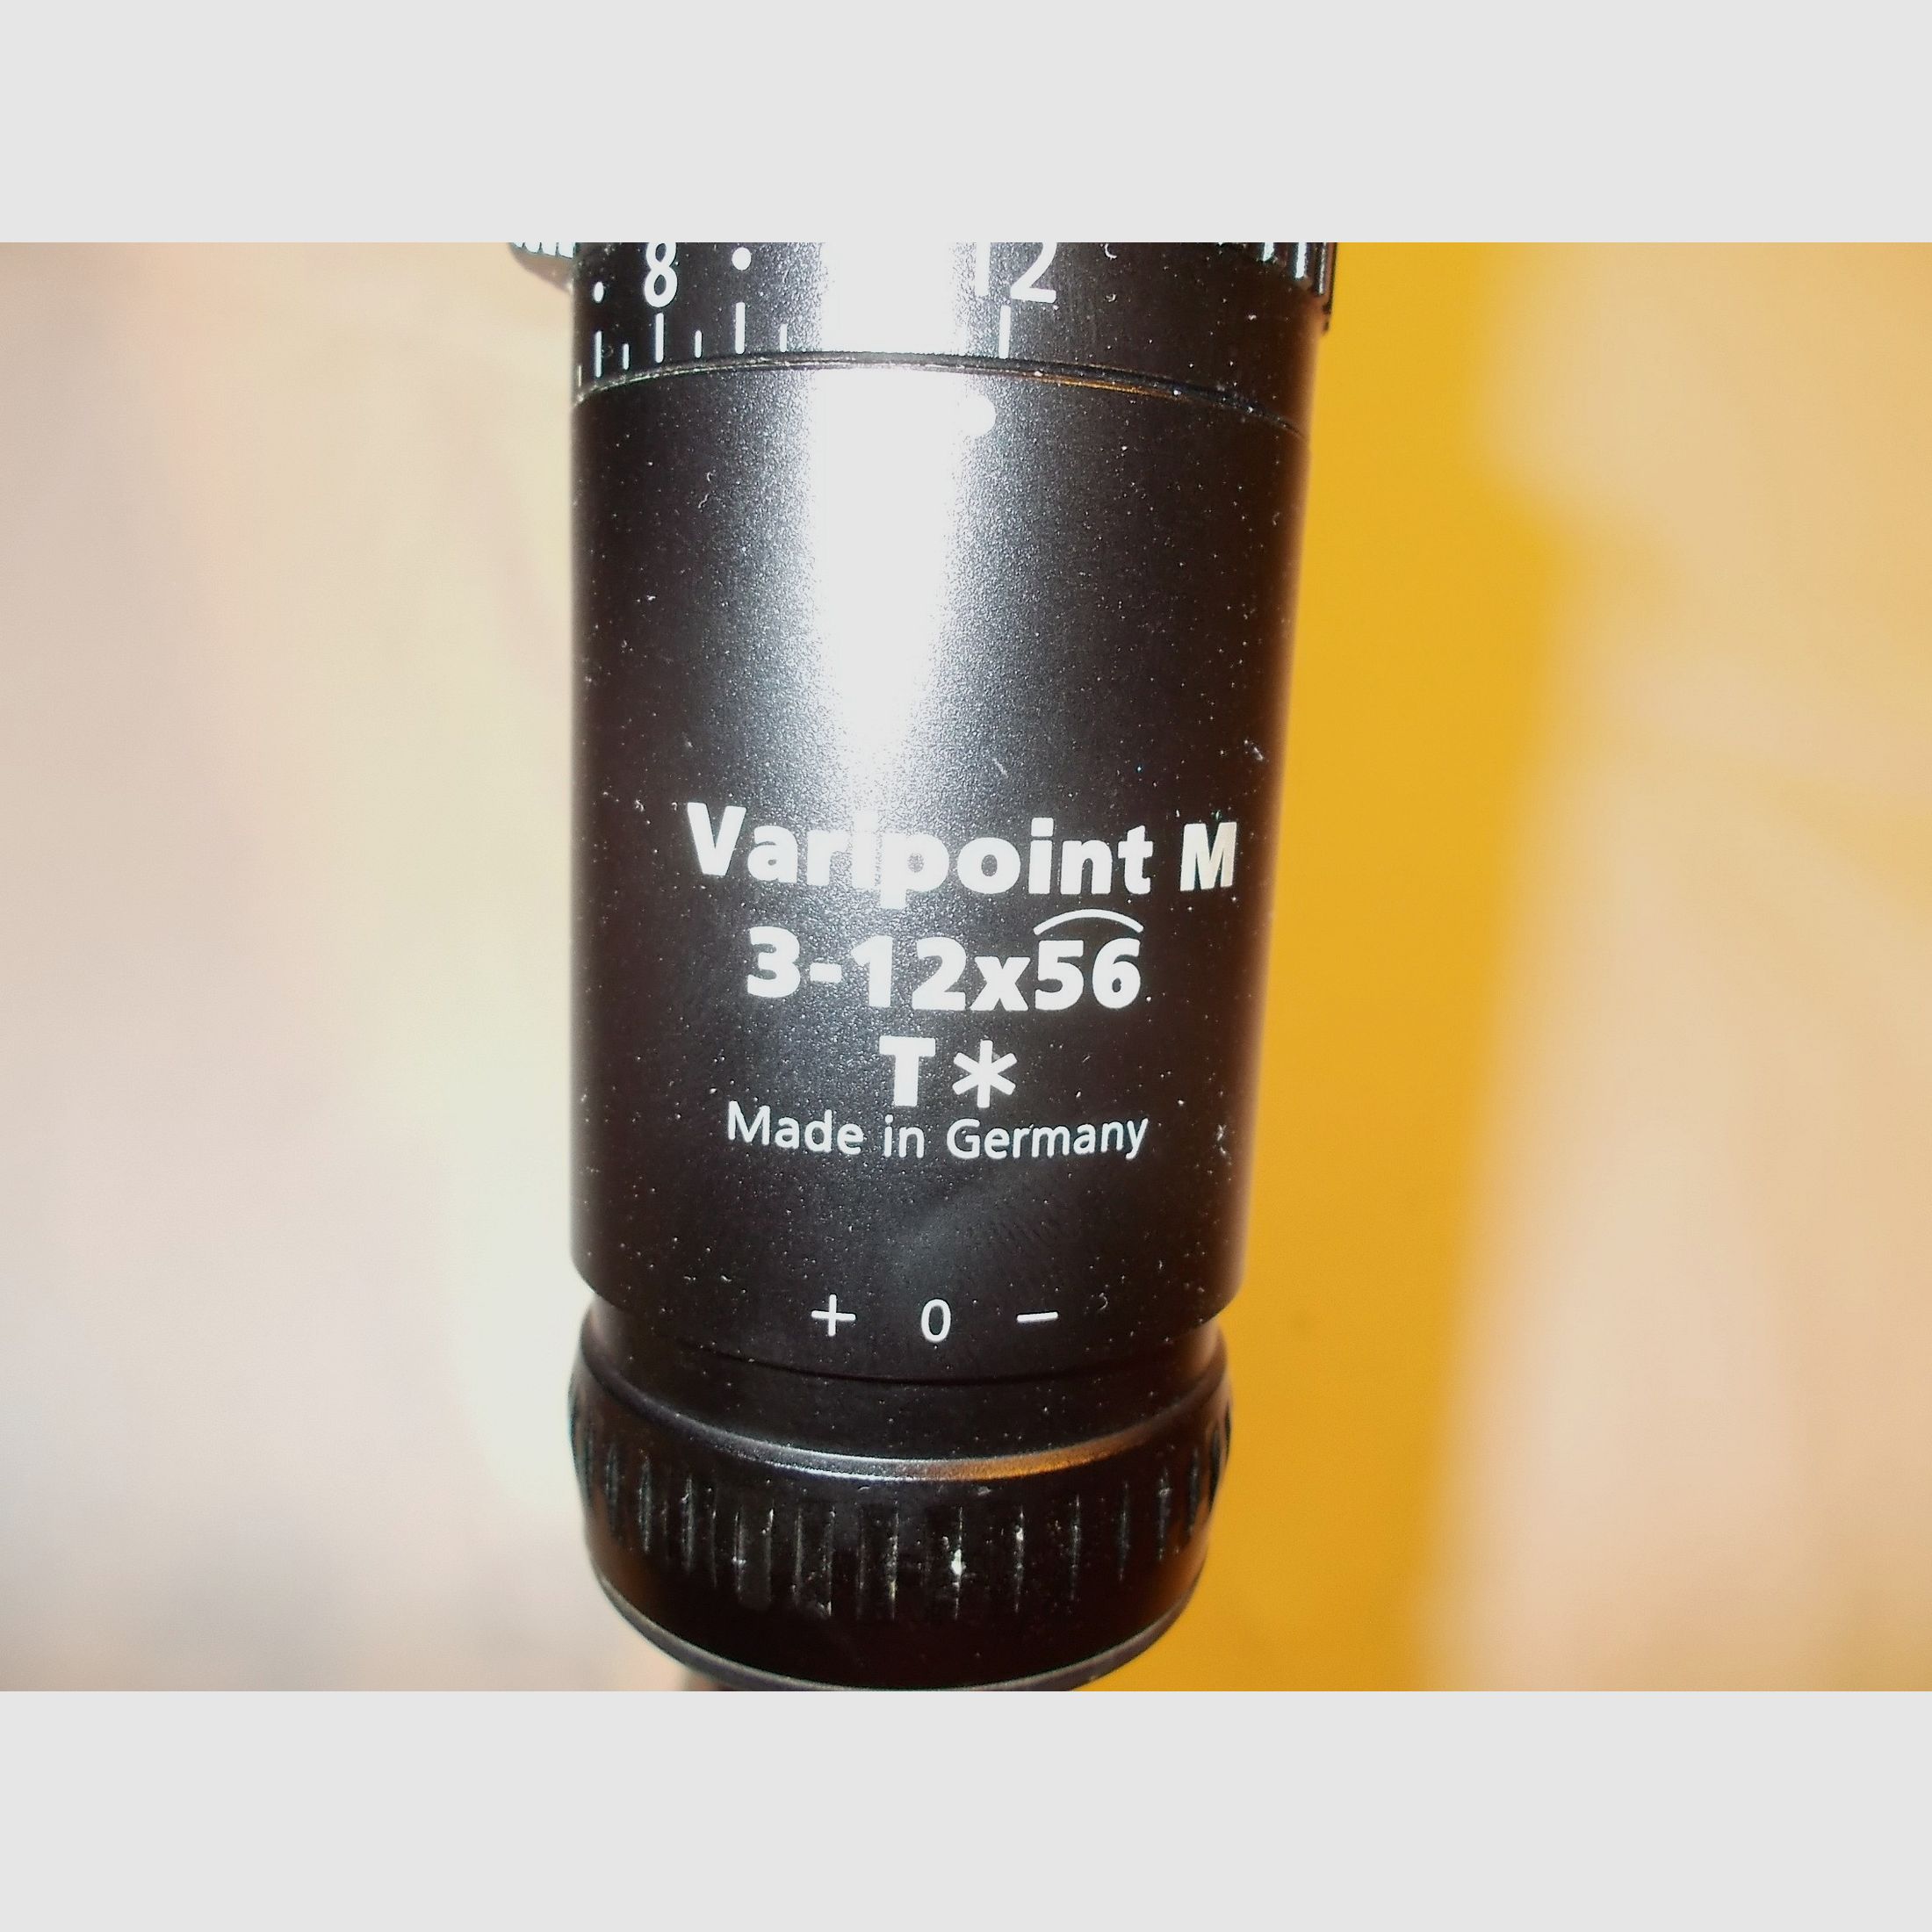 8 12
Varipoint M
3-12x56
T*
Made in Germany
+ 0 −